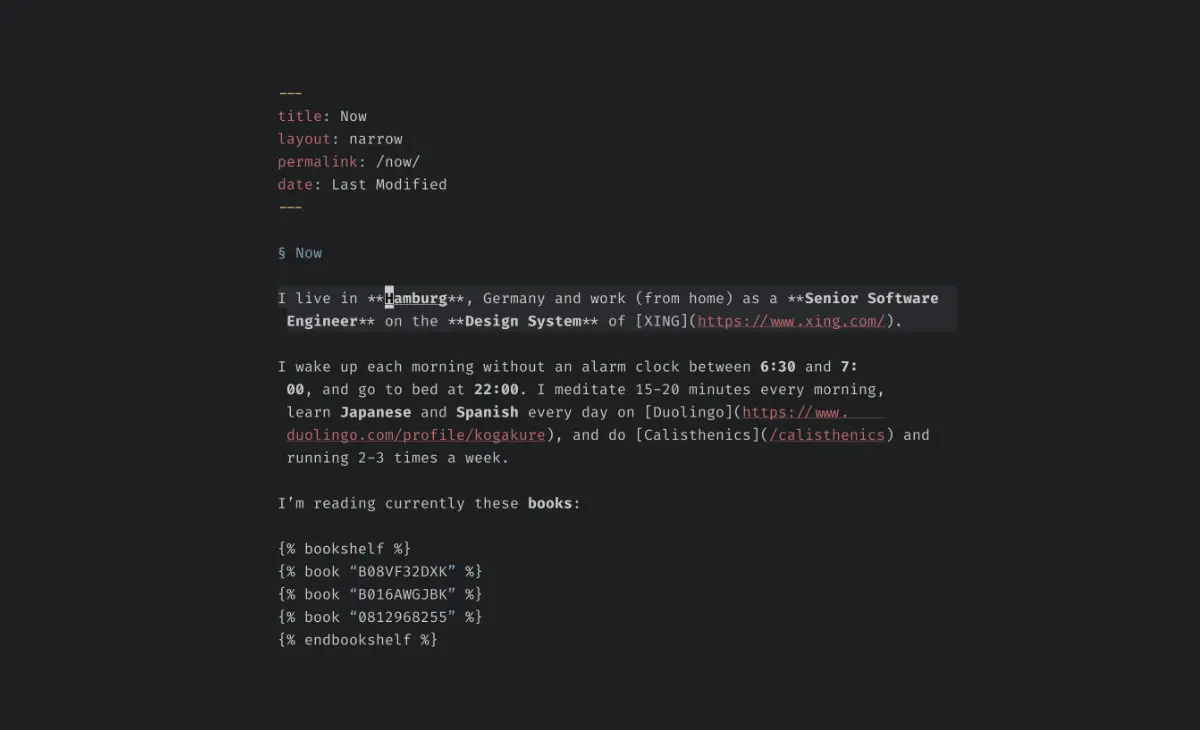 ---
title: Now
layout: narrow
permalink: /now/
date: Last Modified
---
§ Now
I live in **Hamburg**, Germany and work (from home) as a **Senior Software
Engineer** on the **Design System** of [XING](https://www.xing.com/).
I wake up each morning without an alarm clock between 6:30 and 7:
00, and go to bed at 22:00. I meditate 15-20 minutes every morning,
learn Japanese and Spanish every day on [Duolingo](https://www.
duolingo.com/profile/kogakure), and do [Calisthenics](/calisthenics) and
running 2-3 times a week.
I’m reading currently these books:
{% bookshelf %}
{% book “B08VF32DXK” %}
{% book “B016AWGJBK” %}
{% book “0812968255” %}
{% endbookshelf %}